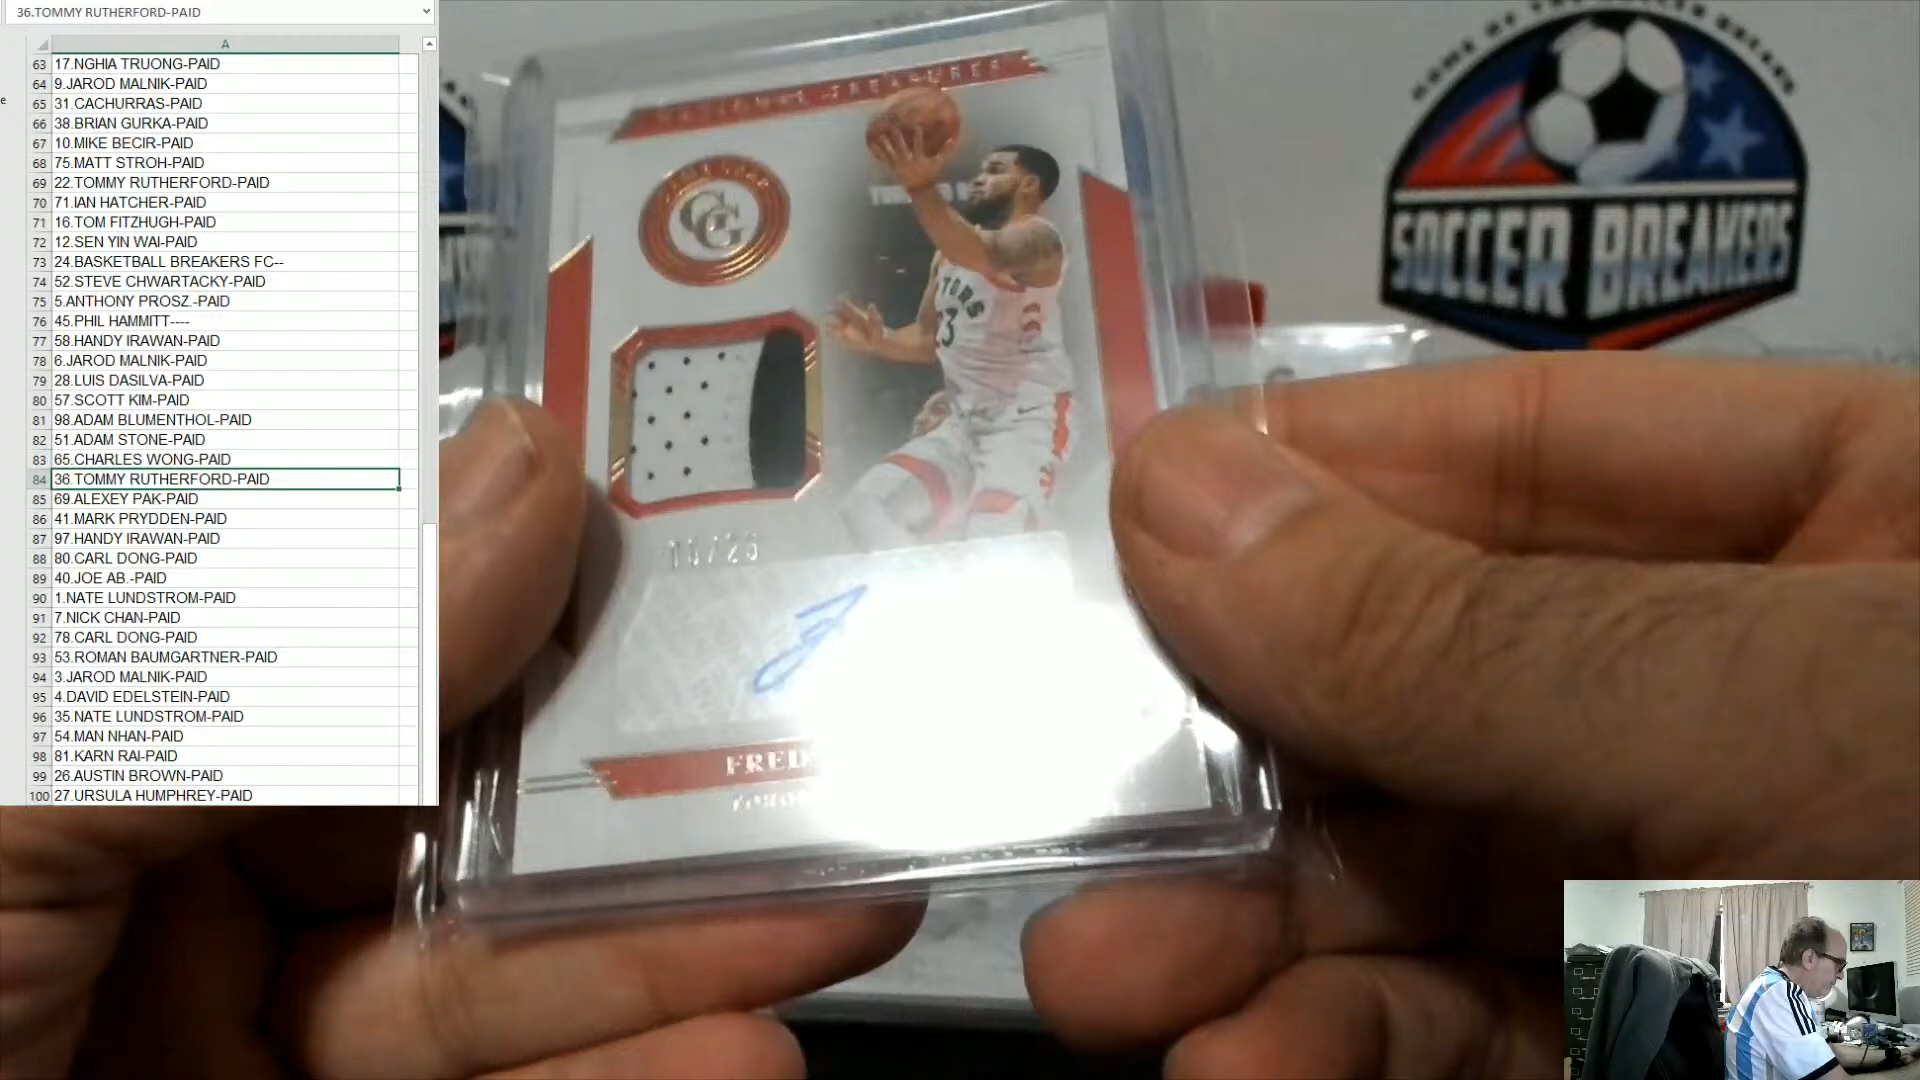 36.TOMMY RUTHERFORD-PAID
A
63 17.NGHIA TRUONG-PAID
64 9.JAROD MALNIK-PAID
65 31.CACHURRAS-PAID
66 38.BRIAN GURKA-PAID
67 10.MIKE BECIR-PAID
68 75.MATT STROH-PAID
69 22.TOMMY RUTHERFORD-PAID
70 71.IAN HATCHER-PAID
71 16.TOM FITZHUGH-PAID
72 12.SEN YIN WAI-PAID
73 24.BASKETBALL BREAKERS FC--
74 52.STEVE CHWARTACKY-PAID
75 5.ANTHONY PROSZ.-PAID
76 45.PHIL HAMMITT----
77 58.HANDY IRAWAN-PAID
78 6.JAROD MALNIK-PAID
79 28.LUIS DASILVA-PAID
80 57.SCOTT KIM-PAID
81 98.ADAM BLUMENTHOL-PAID
82 51.ADAM STONE-PAID
83 65.CHARLES WONG-PAID
84 36.TOMMY RUTHERFORD-PAID
85 69.ALEXEY PAK-PAID
86 41.MARK PRYDDEN-PAID
87 97.HANDY IRAWAN-PAID
88 80.CARL DONG-PAID
89 40.JOE AB.-PAID
90 1.NATE LUNDSTROM-PAID
91 7.NICK CHAN-PAID
92 78.CARL DONG-PAID
93 53.ROMAN BAUMGARTNER-PAID
94 3.JAROD MALNIK-PAID
95 4.DAVID EDELSTEIN-PAID
96 35.NATE LUNDSTROM-PAID
97 54.MAN NHAN-PAID
98 81.KARN RAI-PAID
99 26.AUSTIN BROWN-PAID
100 27.URSULA HUMPHREY-PAID
NATIONAL TREASURES
CG
23
FRED
HOME OF THE SOCCER BREAKERS
SOCCER BREAKERS